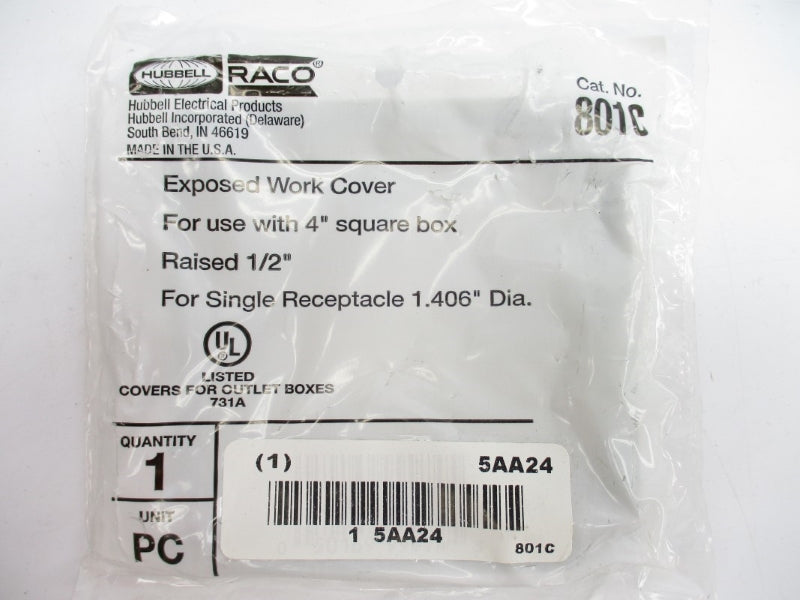 HUBBELL RACO®
Hubbell Electrical Products
Hubbell Incorporated (Delaware)
South Bend, IN 46619
MADE IN THE U.S.A.
Cat. No.
801C
Exposed Work Cover
For use with 4" square box
Raised 1/2"
For Single Receptacle 1.406" Dia.
UL®
LISTED
COVERS FOR OUTLET BOXES
731A
QUANTITY
1
UNIT
PC
(1) 5AA24
1 5AA24
801C